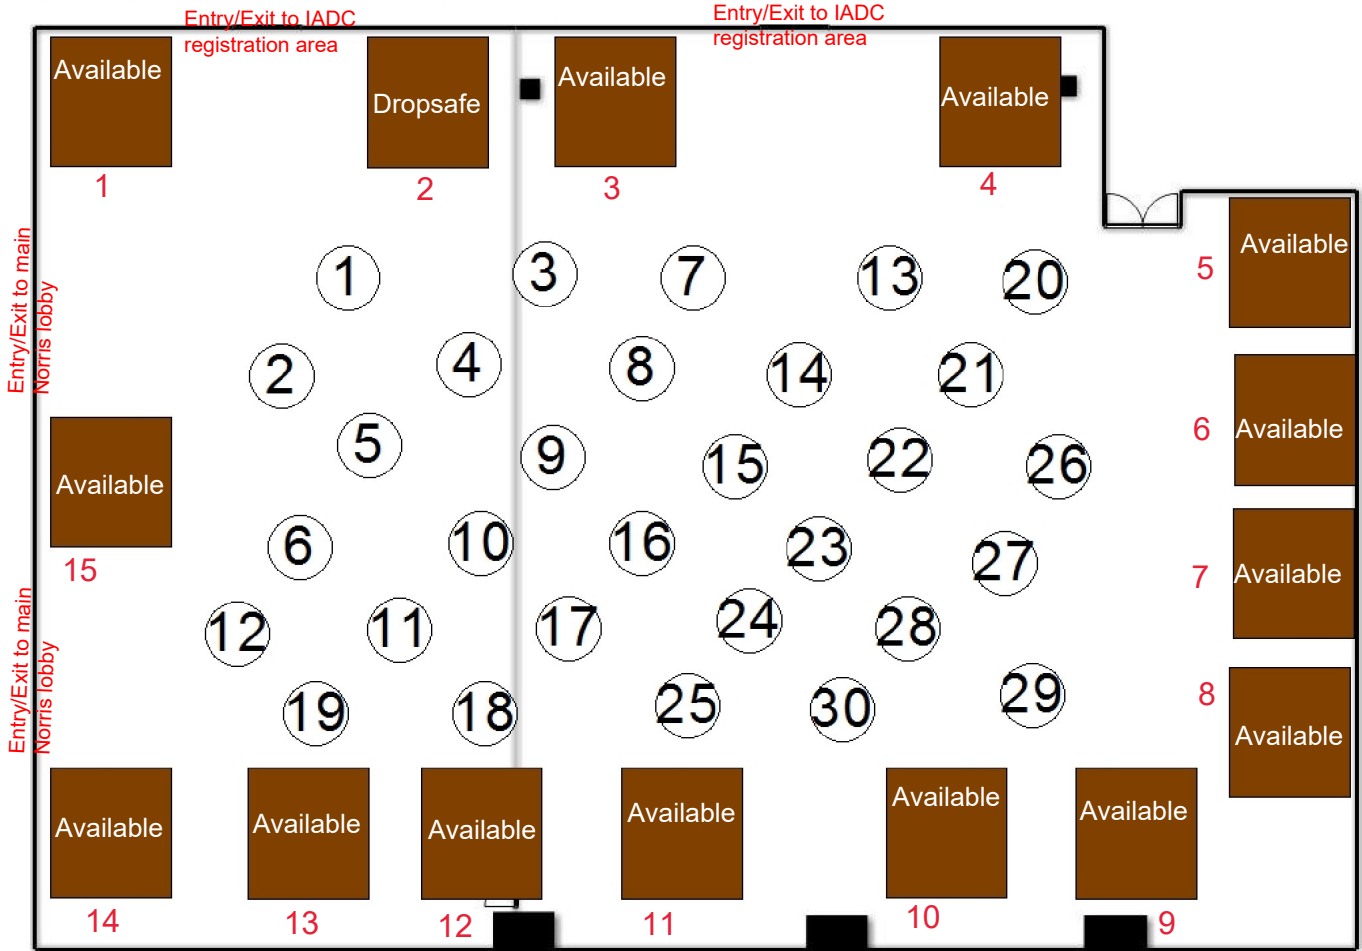 Entry/Exit to IADC
registration area
Entry/Exit to IADC
registration area
Available
Dropsafe
Available
Available
1
2
3
4
Available
5
Entry/Exit to main
Norris lobby
1
3
7
13
20
2
4
8
14
21
Available
6
5
9
15
22
26
Available
15
6
10
16
23
27
Available
7
12
11
17
24
28
Entry/Exit to main
Norris lobby
19
18
25
30
29
8
Available
Available
Available
Available
Available
Available
Available
14
13
12
11
10
9